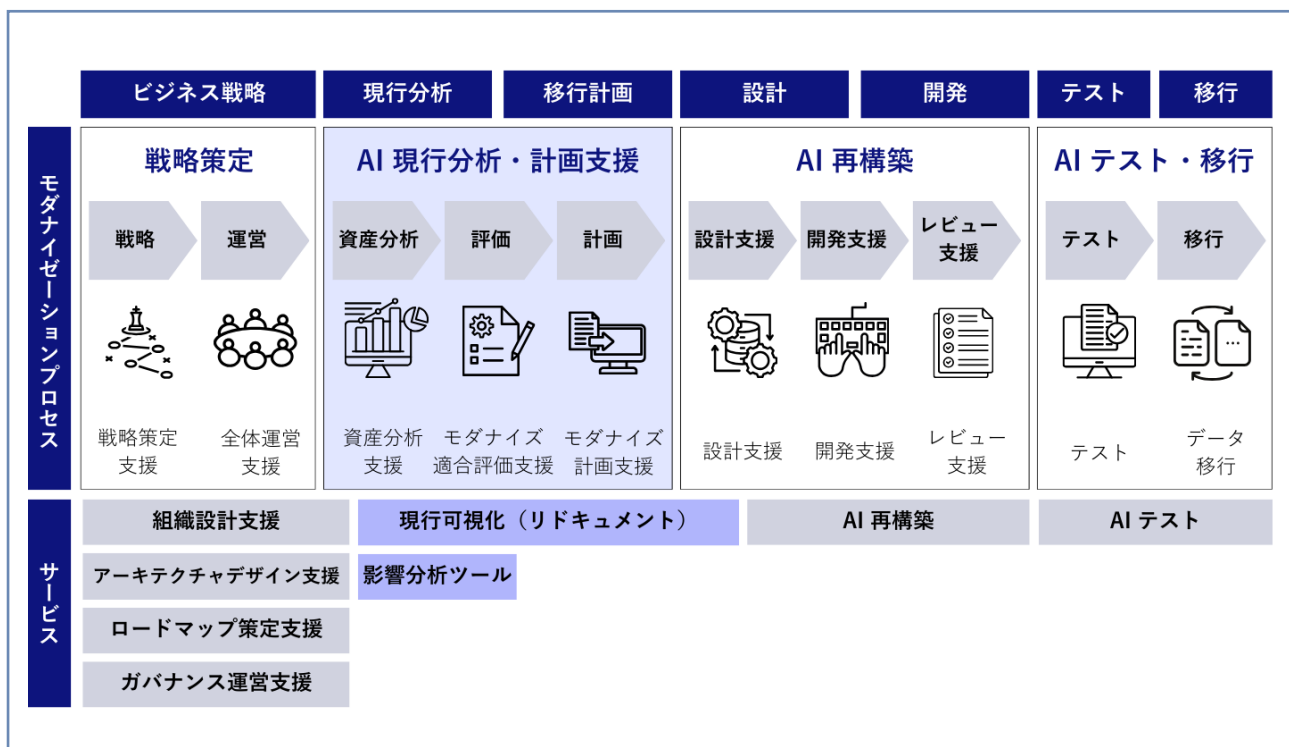 ビジネス戦略
現行分析
移行計画
設計
開発
テスト
移行
モダナイゼーションプロセス
戦略策定
戦略
運営
戦略策定
支援
全体運営
支援
AI 現行分析・計画支援
資産分析
評価
計画
資産分析
支援
モダナイズ
適合評価支援
モダナイズ
計画支援
AI 再構築
設計支援
開発支援
レビュー
支援
設計支援
開発支援
レビュー
支援
AI テスト・移行
テスト
移行
テスト
データ
移行
サービス
組織設計支援
現行可視化（リドキュメント）
AI 再構築
AI テスト
アーキテクチャデザイン支援
影響分析ツール
ロードマップ策定支援
ガバナンス運営支援